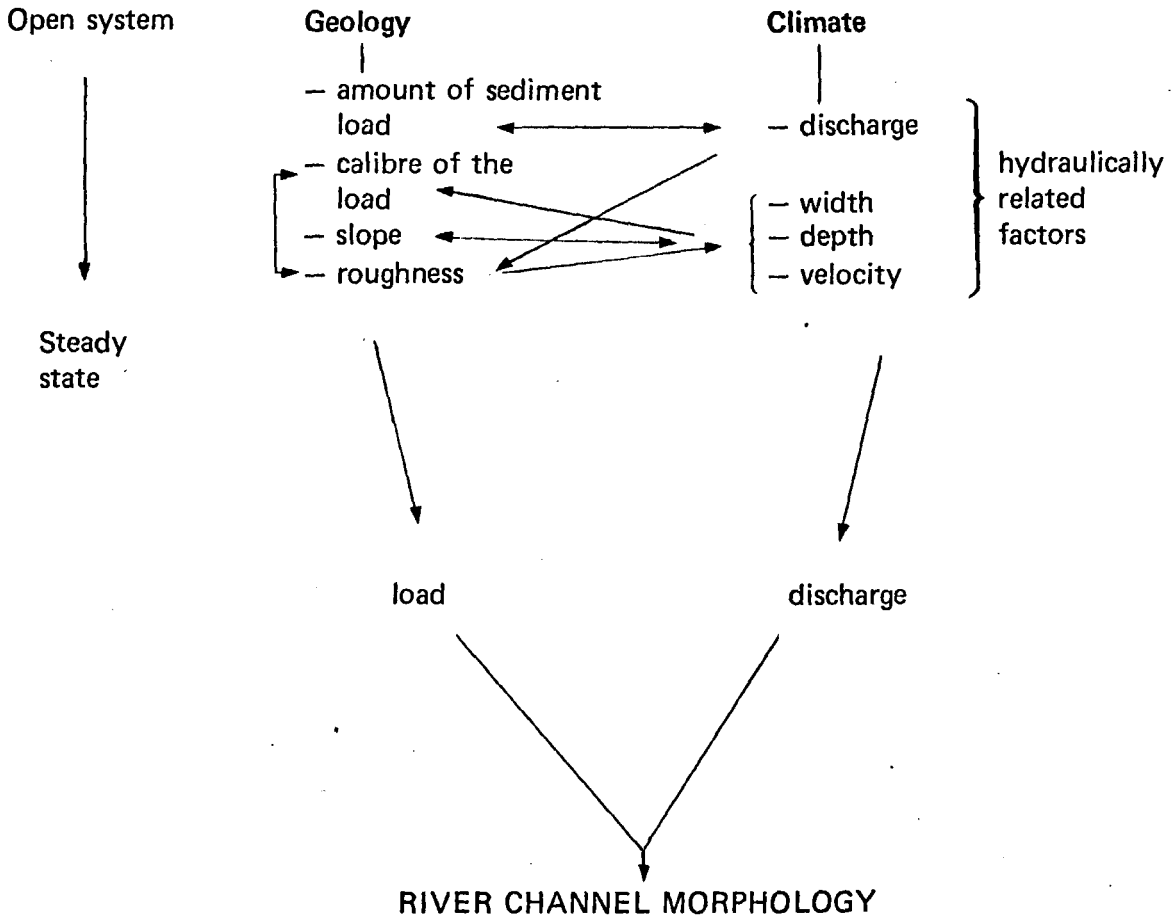 Open system
Geology
Climate
– amount of sediment
load
– discharge
– calibre of the
load
– width
– slope
– depth
– roughness
– velocity
hydraulically
related
factors
Steady
state
load
discharge
RIVER CHANNEL MORPHOLOGY